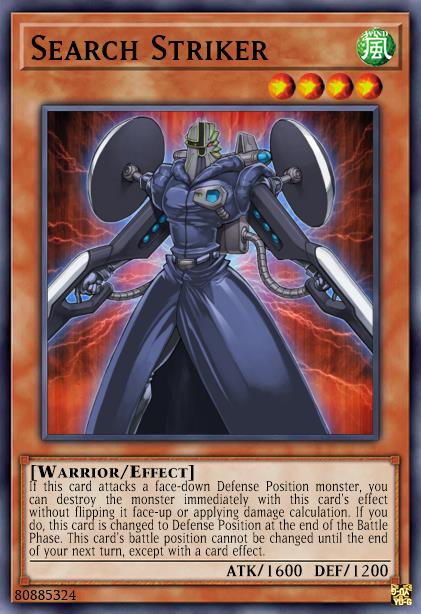 SEARCH STRIKER
WIND
風
[WARRIOR/EFFECT]
If this card attacks a face-down Defense Position monster, you
can destroy the monster immediately with this card's effect
without flipping it face-up or applying damage calculation. If you
do, this card is changed to Defense Position at the end of the Battle
Phase. This card's battle position cannot be changed until the end
of your next turn, except with a card effect.
ATK/1600 DEF/1200
80885324